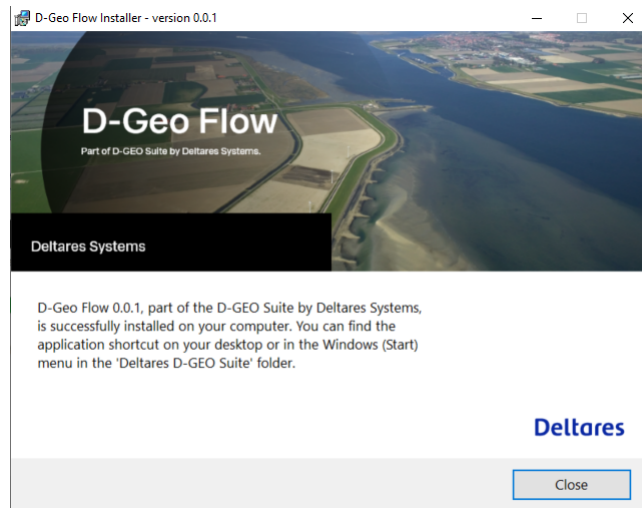 D-Geo Flow Installer - version 0.0.1
D-Geo Flow
Part of D-GEO Suite by Deltares Systems.
Deltares Systems
D-Geo Flow 0.0.1, part of the D-GEO Suite by Deltares Systems,
is successfully installed on your computer. You can find the
application shortcut on your desktop or in the Windows (Start)
menu in the 'Deltares D-GEO Suite' folder.
Deltares
Close